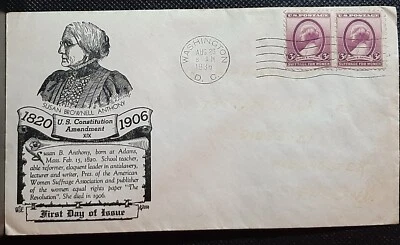 SUSAN BROWNELL ANTHONY
1820 1906
U.S. Constitution
Amendment
XIX
Susan B. Anthony, born at Adams,
Mass. Feb. 15, 1820. School teacher,
able reformer, eloquent leader in antislavery,
lecturer and writer, Pres. of the American
Women Suffrage Association and publisher
of the women equal rights paper "The
Revolution". She died in 1906.
First Day of Issue
WASHINGTON
AUG 26
D. C.
U.S. POSTAGE
SUFFRAGE FOR WOMEN
U.S. POSTAGE
SUFFRAGE FOR WOMEN